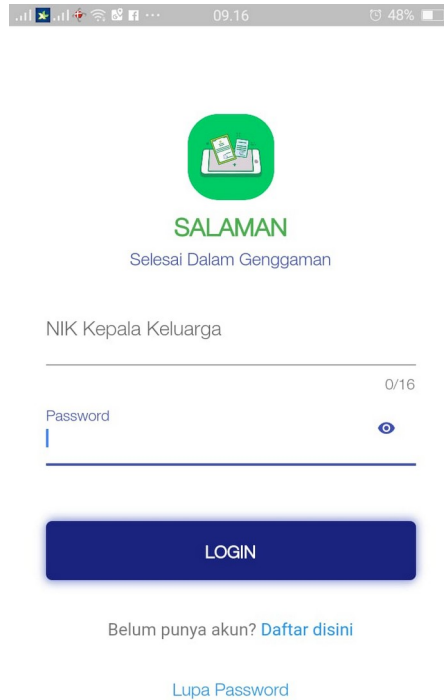 09.16
48%
SALAMAN
Selesai Dalam Genggaman
NIK Kepala Keluarga
0/16
Password
LOGIN
Belum punya akun? Daftar disini
Lupa Password